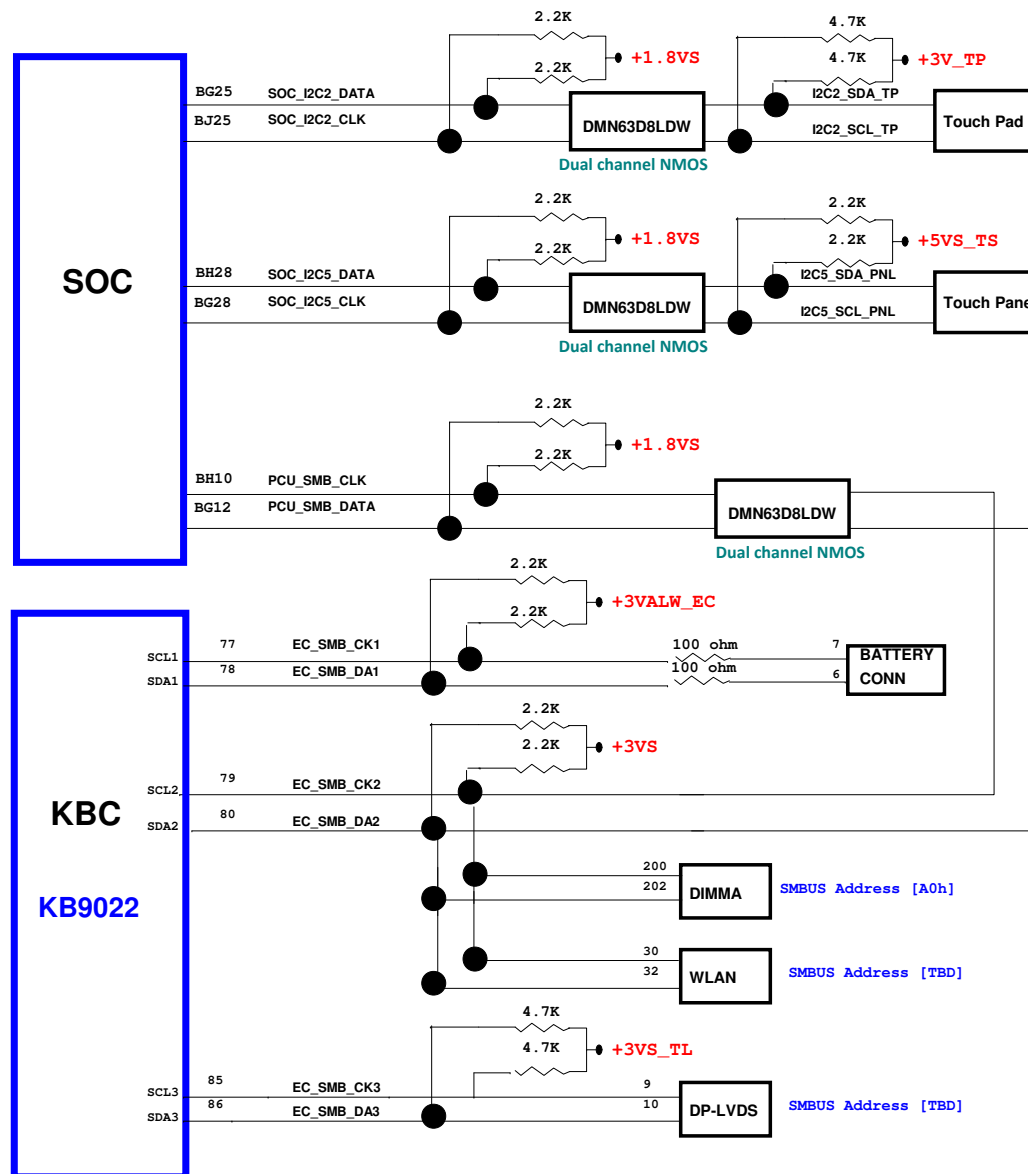 2.2K
4.7K
2.2K
+1.8VS
4.7K
+3V_TP
BG25
SOC_I2C2_DATA
I2C2_SDA_TP
BJ25
SOC_I2C2_CLK
DMN63D8LDW
I2C2_SCL_TP
Touch Pad
Dual channel NMOS
2.2K
2.2K
2.2K
+1.8VS
2.2K
+5VS_TS
SOC
BH28
SOC_I2C5_DATA
I2C5_SDA_PNL
BG28
SOC_I2C5_CLK
DMN63D8LDW
I2C5_SCL_PNL
Touch Pane
Dual channel NMOS
2.2K
2.2K
+1.8VS
BH10
PCU_SMB_CLK
BG12
PCU_SMB_DATA
DMN63D8LDW
Dual channel NMOS
2.2K
2.2K
+3VALW_EC
SCL1
77
EC_SMB_CK1
100 ohm
7
BATTERY
SDA1
78
EC_SMB_DA1
100 ohm
6
CONN
2.2K
2.2K
+3VS
SCL2
79
EC_SMB_CK2
KBC
SDA2
80
EC_SMB_DA2
KB9022
200
202
DIMMA
SMBUS Address [A0h]
30
32
WLAN
SMBUS Address [TBD]
4.7K
4.7K
+3VS_TL
SCL3
85
EC_SMB_CK3
9
SDA3
86
EC_SMB_DA3
10
DP-LVDS
SMBUS Address [TBD]